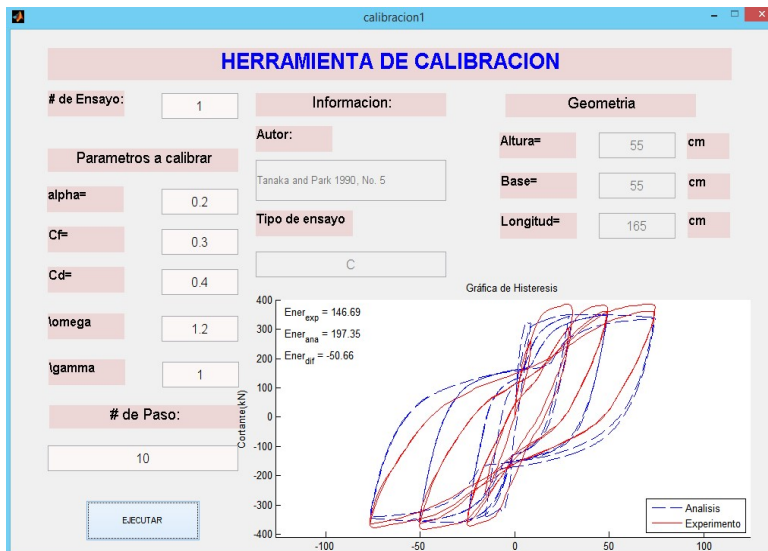 calibracion1
HERRAMIENTA DE CALIBRACION
# de Ensayo:
1
Parametros a calibrar
alpha=
0.2
Cf=
0.3
Cd=
0.4
\omega
1.2
\gamma
1
# de Paso:
10
EJECUTAR
Informacion:
Autor:
Tanaka and Park 1990, No. 5
Tipo de ensayo
C
Geometria
Altura=
55
cm
Base=
55
cm
Longitud=
165
cm
Gráfica de Histeresis
Ener_exp = 146.69
Ener_ana = 197.35
Ener_dif = -50.66
Cortante(kN)
400
300
200
100
0
-100
-200
-300
-400
-100
-50
0
50
100
Analisis
Experimento